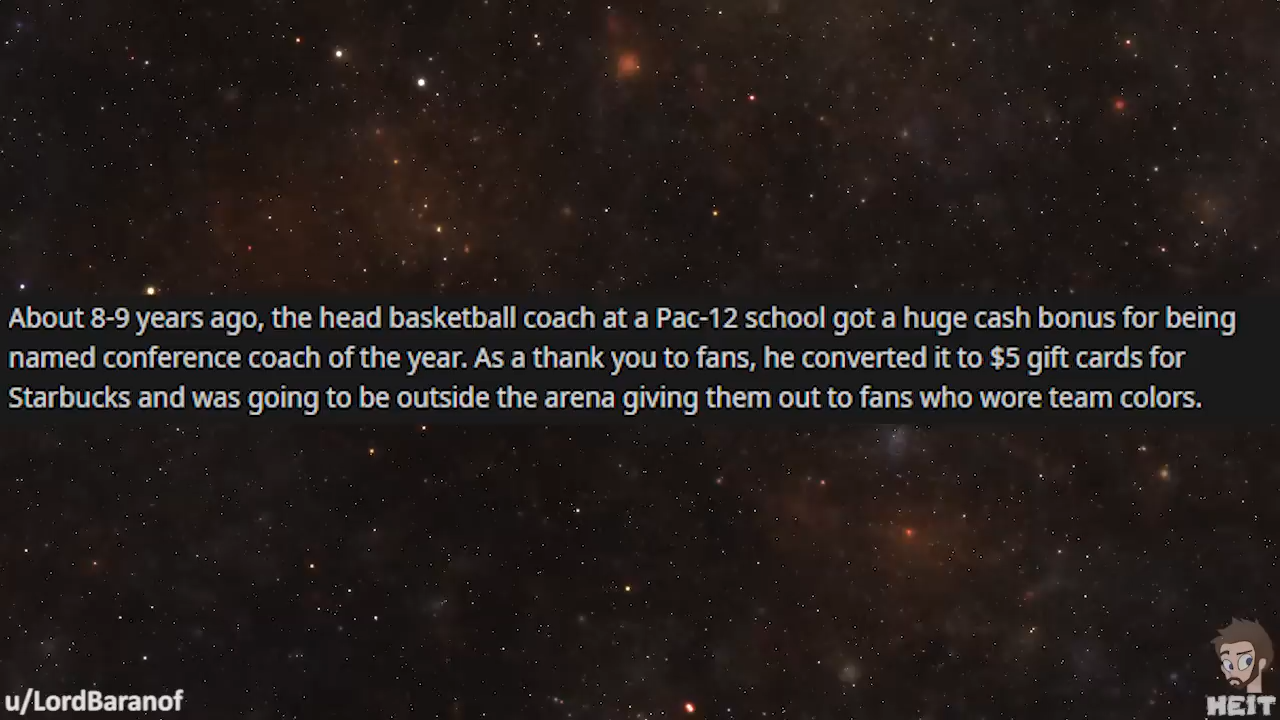 About 8-9 years ago, the head basketball coach at a Pac-12 school got a huge cash bonus for being
named conference coach of the year. As a thank you to fans, he converted it to $5 gift cards for
Starbucks and was going to be outside the arena giving them out to fans who wore team colors.
u/LordBaranof
HEIT